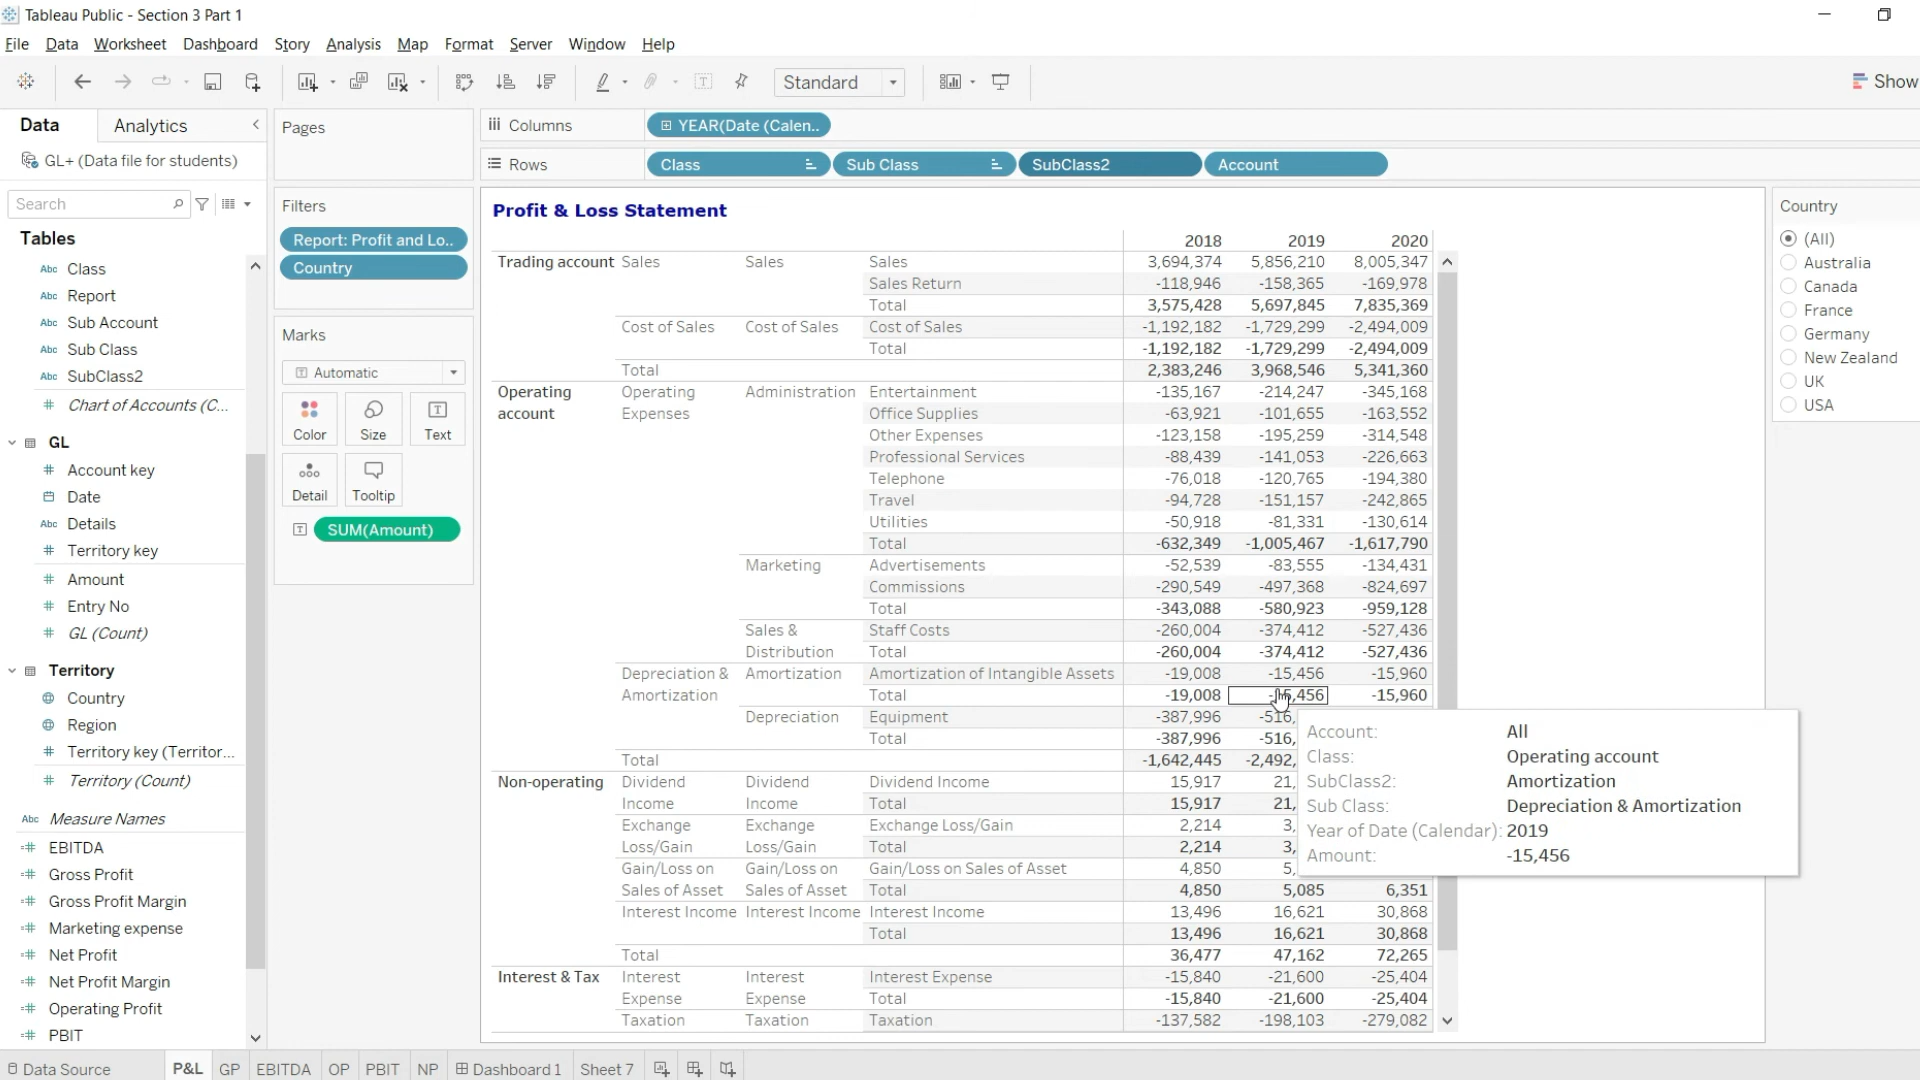 Tableau Public - Section 3 Part 1
File Data Worksheet Dashboard Story Analysis Map Format Server Window Help
Standard
Show
Data Analytics
GL+ (Data file for students)
Search
Tables
Abc Class
Abc Report
Abc Sub Account
Abc Sub Class
Abc SubClass2
# Chart of Accounts (C...
GL
# Account key
Date
Abc Details
# Territory key
# Amount
# Entry No
# GL (Count)
Territory
Country
Region
# Territory key (Territor...
# Territory (Count)
Abc Measure Names
EBITDA
Gross Profit
Gross Profit Margin
Marketing expense
Net Profit
Net Profit Margin
Operating Profit
PBIT
Pages
Filters
Report: Profit and Lo..
Country
Marks
Automatic
Color Size Text
Detail Tooltip
SUM(Amount)
Columns YEAR(Date (Calen..
Rows Class Sub Class SubClass2 Account
Profit & Loss Statement
2018 2019 2020
Trading account Sales Sales Sales 3,694,374 5,856,210 8,005,347
Sales Return -118,946 -158,365 -169,978
Total 3,575,428 5,697,845 7,835,369
Cost of Sales Cost of Sales Cost of Sales -1,192,182 -1,729,299 -2,494,009
Total -1,192,182 -1,729,299 -2,494,009
Total 2,383,246 3,968,546 5,341,360
Operating Operating Administration Entertainment -135,167 -214,247 -345,168
account Expenses Office Supplies -63,921 -101,655 -163,552
Other Expenses -123,158 -195,259 -314,548
Professional Services -88,439 -141,053 -226,663
Telephone -76,018 -120,765 -194,380
Travel -94,728 -151,157 -242,865
Utilities -50,918 -81,331 -130,614
Total -632,349 -1,005,467 -1,617,790
Marketing Advertisements -52,539 -83,555 -134,431
Commissions -290,549 -497,368 -824,697
Total -343,088 -580,923 -959,128
Sales & Staff Costs -260,004 -374,412 -527,436
Distribution Total -260,004 -374,412 -527,436
Depreciation & Amortization Amortization of Intangible Assets -19,008 -15,456 -15,960
Amortization Total -19,008 -15,456 -15,960
Depreciation Equipment -387,996 -516,
Total -387,996 -516,
Total -1,642,445 -2,492,
Non-operating Dividend Dividend Dividend Income 15,917 21,
Income Income Total 15,917 21,
Exchange Exchange Exchange Loss/Gain 2,214 3,
Loss/Gain Loss/Gain Total 2,214 3,
Gain/Loss on Gain/Loss on Gain/Loss on Sales of Asset 4,850 5,
Sales of Asset Sales of Asset Total 4,850 5,085 6,351
Interest Income Interest Income Interest Income 13,496 16,621 30,868
Total 13,496 16,621 30,868
Total 36,477 47,162 72,265
Interest & Tax Interest Interest Interest Expense -15,840 -21,600 -25,404
Expense Expense Total -15,840 -21,600 -25,404
Taxation Taxation Taxation -137,582 -198,103 -279,082
Account: All
Class: Operating account
SubClass2: Amortization
Sub Class: Depreciation & Amortization
Year of Date (Calendar): 2019
Amount: -15,456
Country
(All)
Australia
Canada
France
Germany
New Zealand
UK
USA
Data Source P&L GP EBITDA OP PBIT NP Dashboard 1 Sheet 7